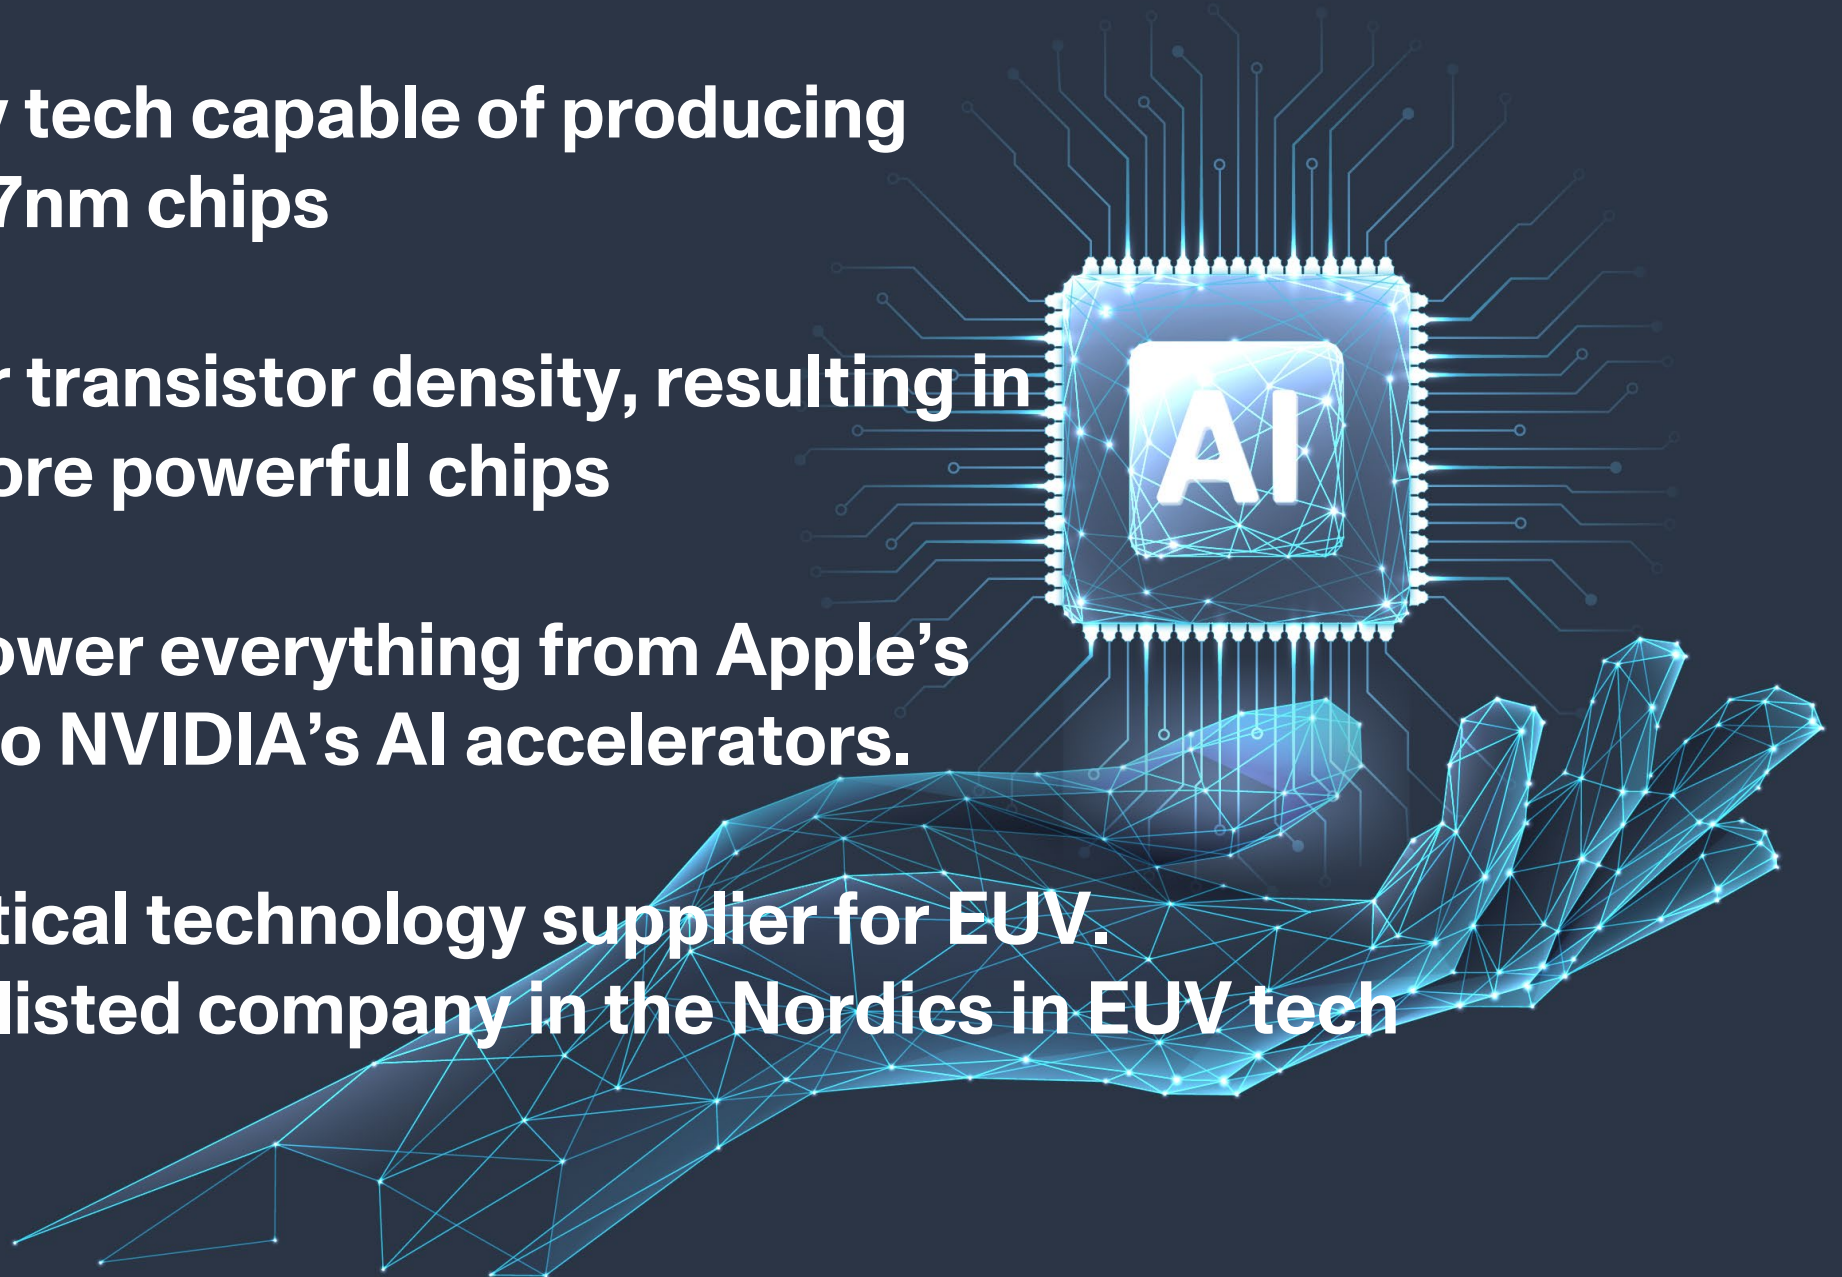 y tech capable of producing
7nm chips
r transistor density, resulting in
ore powerful chips
ower everything from Apple’s
o NVIDIA’s AI accelerators.
tical technology supplier for EUV.
listed company in the Nordics in EUV tech
AI